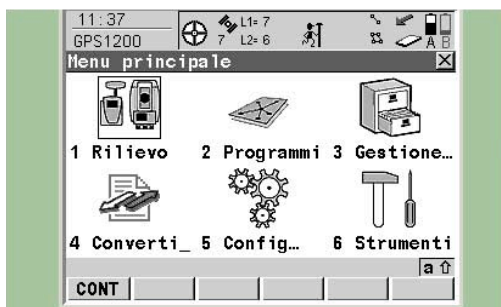 11:37
GPS1200
7 L1= 7
L2= 6
A B
Menu principale
1 Rilievo 2 Programmi 3 Gestione…
4 Converti_ 5 Config… 6 Strumenti
a
CONT